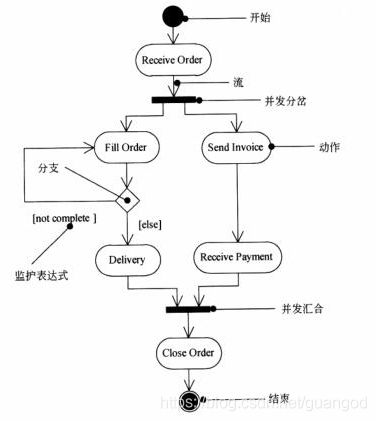 开始
Receive Order
流
并发分岔
Fill Order
Send Invoice
动作
分支
[not complete ]
[else]
监护表达式
Delivery
Receive Payment
并发汇合
Close Order
结束
https://blog.csdn.net/guangod